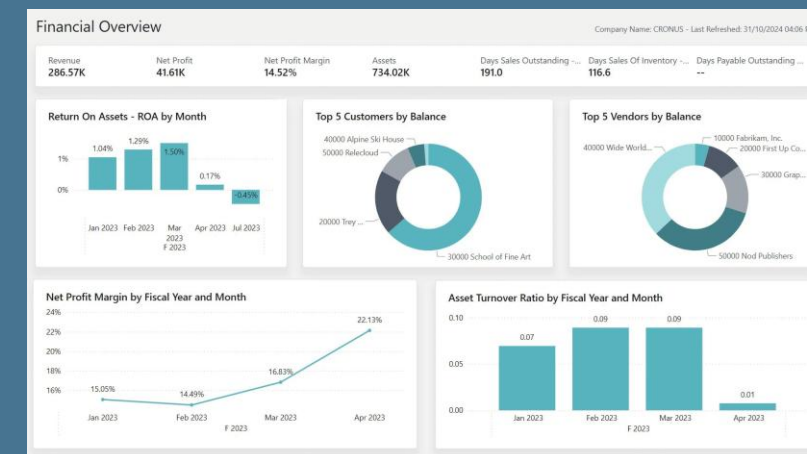 Financial Overview
Company Name: CRONUS - Last Refreshed: 31/10/2024 04:06
Revenue
286.57K
Net Profit
41.61K
Net Profit Margin
14.52%
Assets
734.02K
Days Sales Outstanding -...
191.0
Days Sales Of Inventory -...
116.6
Days Payable Outstanding ...
--
Return On Assets - ROA by Month
1%
0%
1.04%
1.29%
1.50%
0.17%
-0.45%
Jan 2023 Feb 2023 Mar 2023 Apr 2023 Jul 2023
F 2023
Top 5 Customers by Balance
40000 Alpine Ski House
50000 Relecloud
20000 Trey ...
30000 School of Fine Art
Top 5 Vendors by Balance
10000 Fabrikam, Inc.
40000 Wide World...
20000 First Up Co...
30000 Grap...
50000 Nod Publishers
Net Profit Margin by Fiscal Year and Month
24%
22%
20%
18%
16%
15.05%
14.49%
16.83%
22.13%
Jan 2023 Feb 2023 Mar 2023 Apr 2023
F 2023
Asset Turnover Ratio by Fiscal Year and Month
0.10
0.05
0.00
0.07
0.09
0.09
0.01
Jan 2023 Feb 2023 Mar 2023 Apr 2023
F 2023